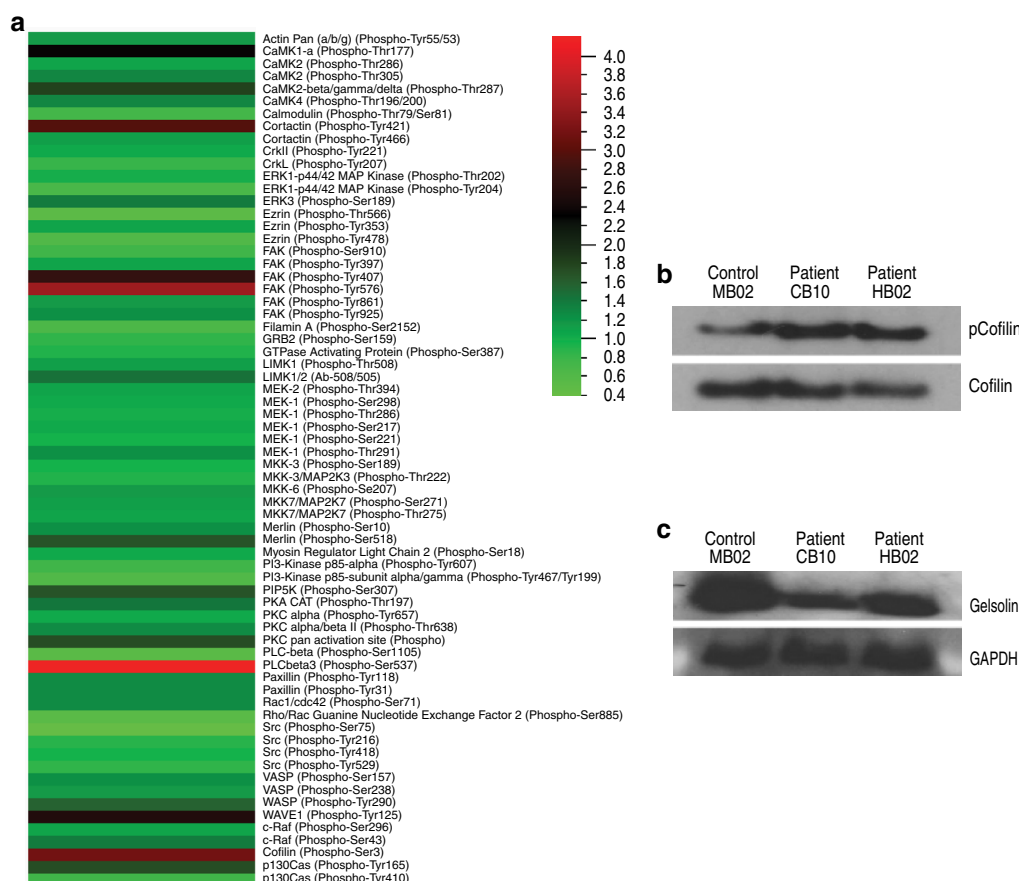 a
Actin Pan (a/b/g) (Phospho-Tyr55/53)
CaMK1-a (Phospho-Thr177)
CaMK2 (Phospho-Thr286)
CaMK2 (Phospho-Thr305)
CaMK2-beta/gamma/delta (Phospho-Thr287)
CaMK4 (Phospho-Thr196/200)
Calmodulin (Phospho-Thr79/Ser81)
Cortactin (Phospho-Tyr421)
Cortactin (Phospho-Tyr466)
CrkII (Phospho-Tyr221)
CrkL (Phospho-Tyr207)
ERK1-p44/42 MAP Kinase (Phospho-Thr202)
ERK1-p44/42 MAP Kinase (Phospho-Tyr204)
ERK3 (Phospho-Ser189)
Ezrin (Phospho-Thr566)
Ezrin (Phospho-Tyr353)
Ezrin (Phospho-Tyr478)
FAK (Phospho-Ser910)
FAK (Phospho-Tyr397)
FAK (Phospho-Tyr407)
FAK (Phospho-Tyr576)
FAK (Phospho-Tyr861)
FAK (Phospho-Tyr925)
Filamin A (Phospho-Ser2152)
GRB2 (Phospho-Ser159)
GTPase Activating Protein (Phospho-Ser387)
LIMK1 (Phospho-Thr508)
LIMK1/2 (Ab-508/505)
MEK-2 (Phospho-Thr394)
MEK-1 (Phospho-Ser298)
MEK-1 (Phospho-Thr286)
MEK-1 (Phospho-Ser217)
MEK-1 (Phospho-Ser221)
MEK-1 (Phospho-Thr291)
MKK-3 (Phospho-Ser189)
MKK-3/MAP2K3 (Phospho-Thr222)
MKK-6 (Phospho-Se207)
MKK7/MAP2K7 (Phospho-Ser271)
MKK7/MAP2K7 (Phospho-Thr275)
Merlin (Phospho-Ser10)
Merlin (Phospho-Ser518)
Myosin Regulator Light Chain 2 (Phospho-Ser18)
PI3-Kinase p85-alpha (Phospho-Tyr607)
PI3-Kinase p85-subunit alpha/gamma (Phospho-Tyr467/Tyr199)
PIP5K (Phospho-Ser307)
PKA CAT (Phospho-Thr197)
PKC alpha (Phospho-Tyr657)
PKC alpha/beta II (Phospho-Thr638)
PKC pan activation site (Phospho)
PLC-beta (Phospho-Ser1105)
PLCbeta3 (Phospho-Ser537)
Paxillin (Phospho-Tyr118)
Paxillin (Phospho-Tyr31)
Rac1/cdc42 (Phospho-Ser71)
Rho/Rac Guanine Nucleotide Exchange Factor 2 (Phospho-Ser885)
Src (Phospho-Ser75)
Src (Phospho-Tyr216)
Src (Phospho-Tyr418)
Src (Phospho-Tyr529)
VASP (Phospho-Ser157)
VASP (Phospho-Ser238)
WASP (Phospho-Tyr290)
WAVE1 (Phospho-Tyr125)
c-Raf (Phospho-Ser296)
c-Raf (Phospho-Ser43)
Cofilin (Phospho-Ser3)
p130Cas (Phospho-Tyr165)
p130Cas (Phospho-Tyr410)
4.0
3.8
3.6
3.4
3.2
3.0
2.8
2.6
2.4
2.2
2.0
1.8
1.6
1.4
1.2
1.0
0.8
0.6
0.4
b
Control Patient Patient
MB02 CB10 HB02
pCofilin
Cofilin
c
Control Patient Patient
MB02 CB10 HB02
Gelsolin
GAPDH